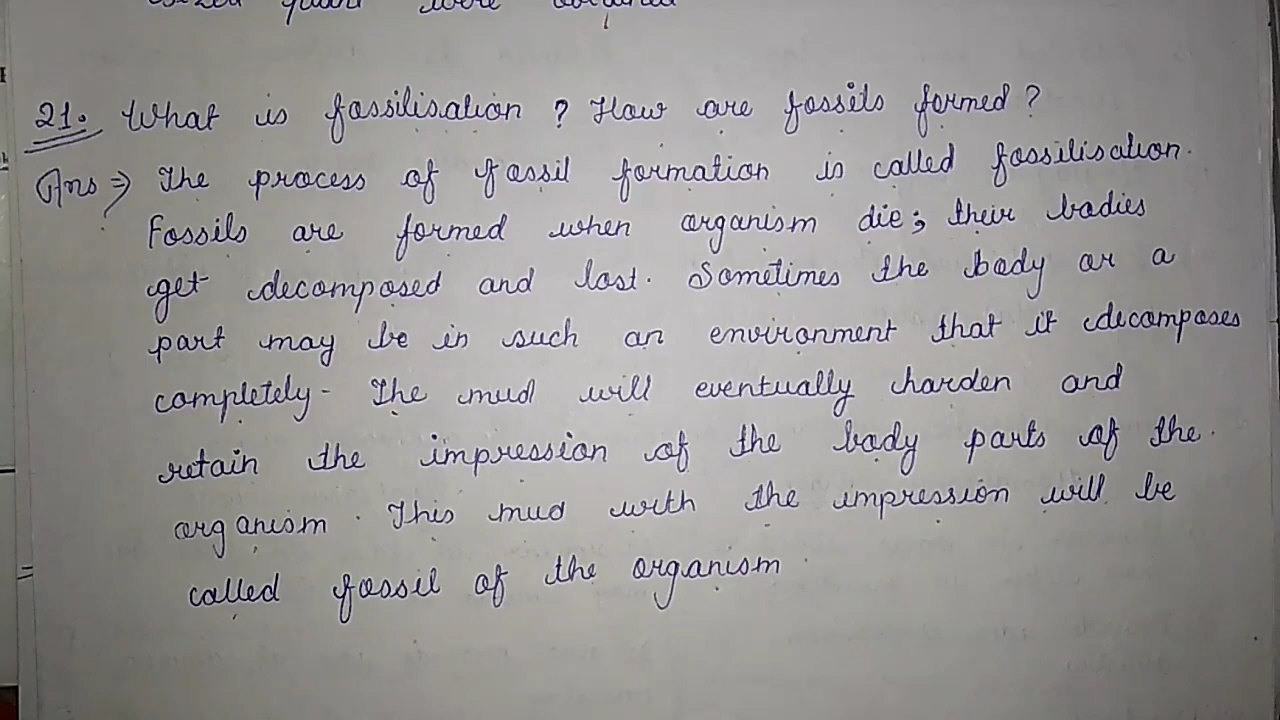 21. What is fossilisation ? How are fossils formed ?
Ans ⇒ The process of fossil formation is called fossilisation.
Fossils are formed when organism die; their bodies
get decomposed and lost. Sometimes the body or a
part may be in such an environment that it decomposes
completely - The mud will eventually harden and
retain the impression of the body parts of the.
organism. This mud with the impression will be
called fossil of the organism